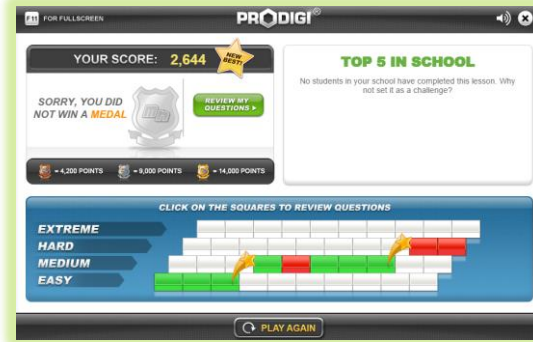 F11 FOR FULLSCREEN
PRODIGI®
YOUR SCORE: 2,644
NEW BEST!
SORRY, YOU DID
NOT WIN A MEDAL
REVIEW MY
QUESTIONS
= 4,200 POINTS
= 9,000 POINTS
= 14,000 POINTS
TOP 5 IN SCHOOL
No students in your school have completed this lesson. Why
not set it as a challenge?
CLICK ON THE SQUARES TO REVIEW QUESTIONS
EXTREME
HARD
MEDIUM
EASY
PLAY AGAIN